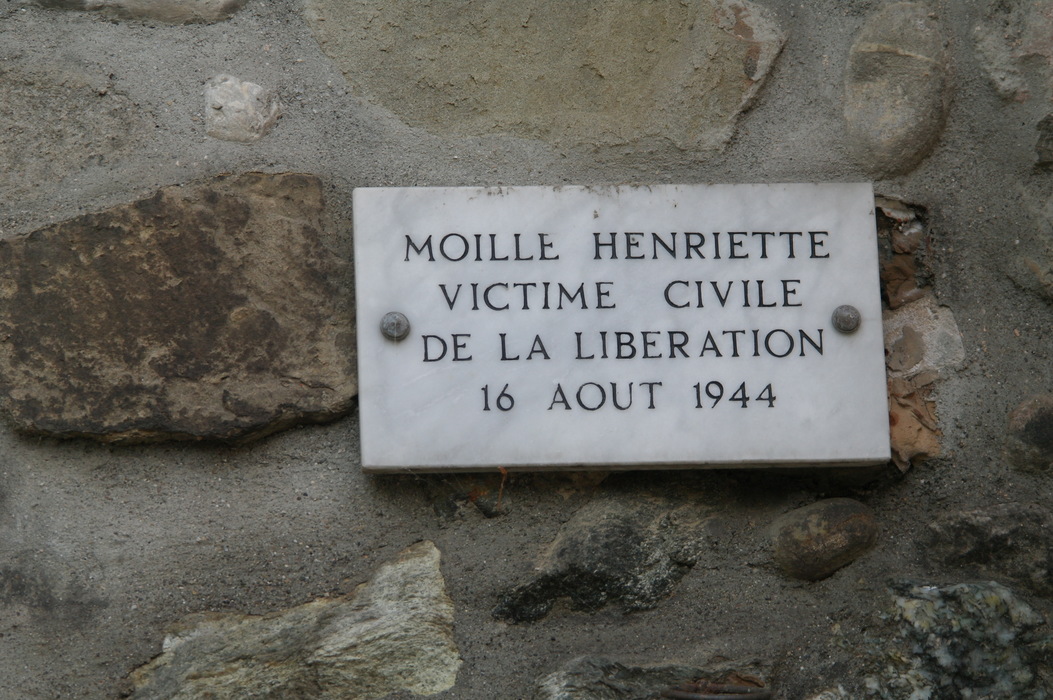 MOILLE HENRIETTE
VICTIME CIVILE
DE LA LIBERATION
16 AOUT 1944